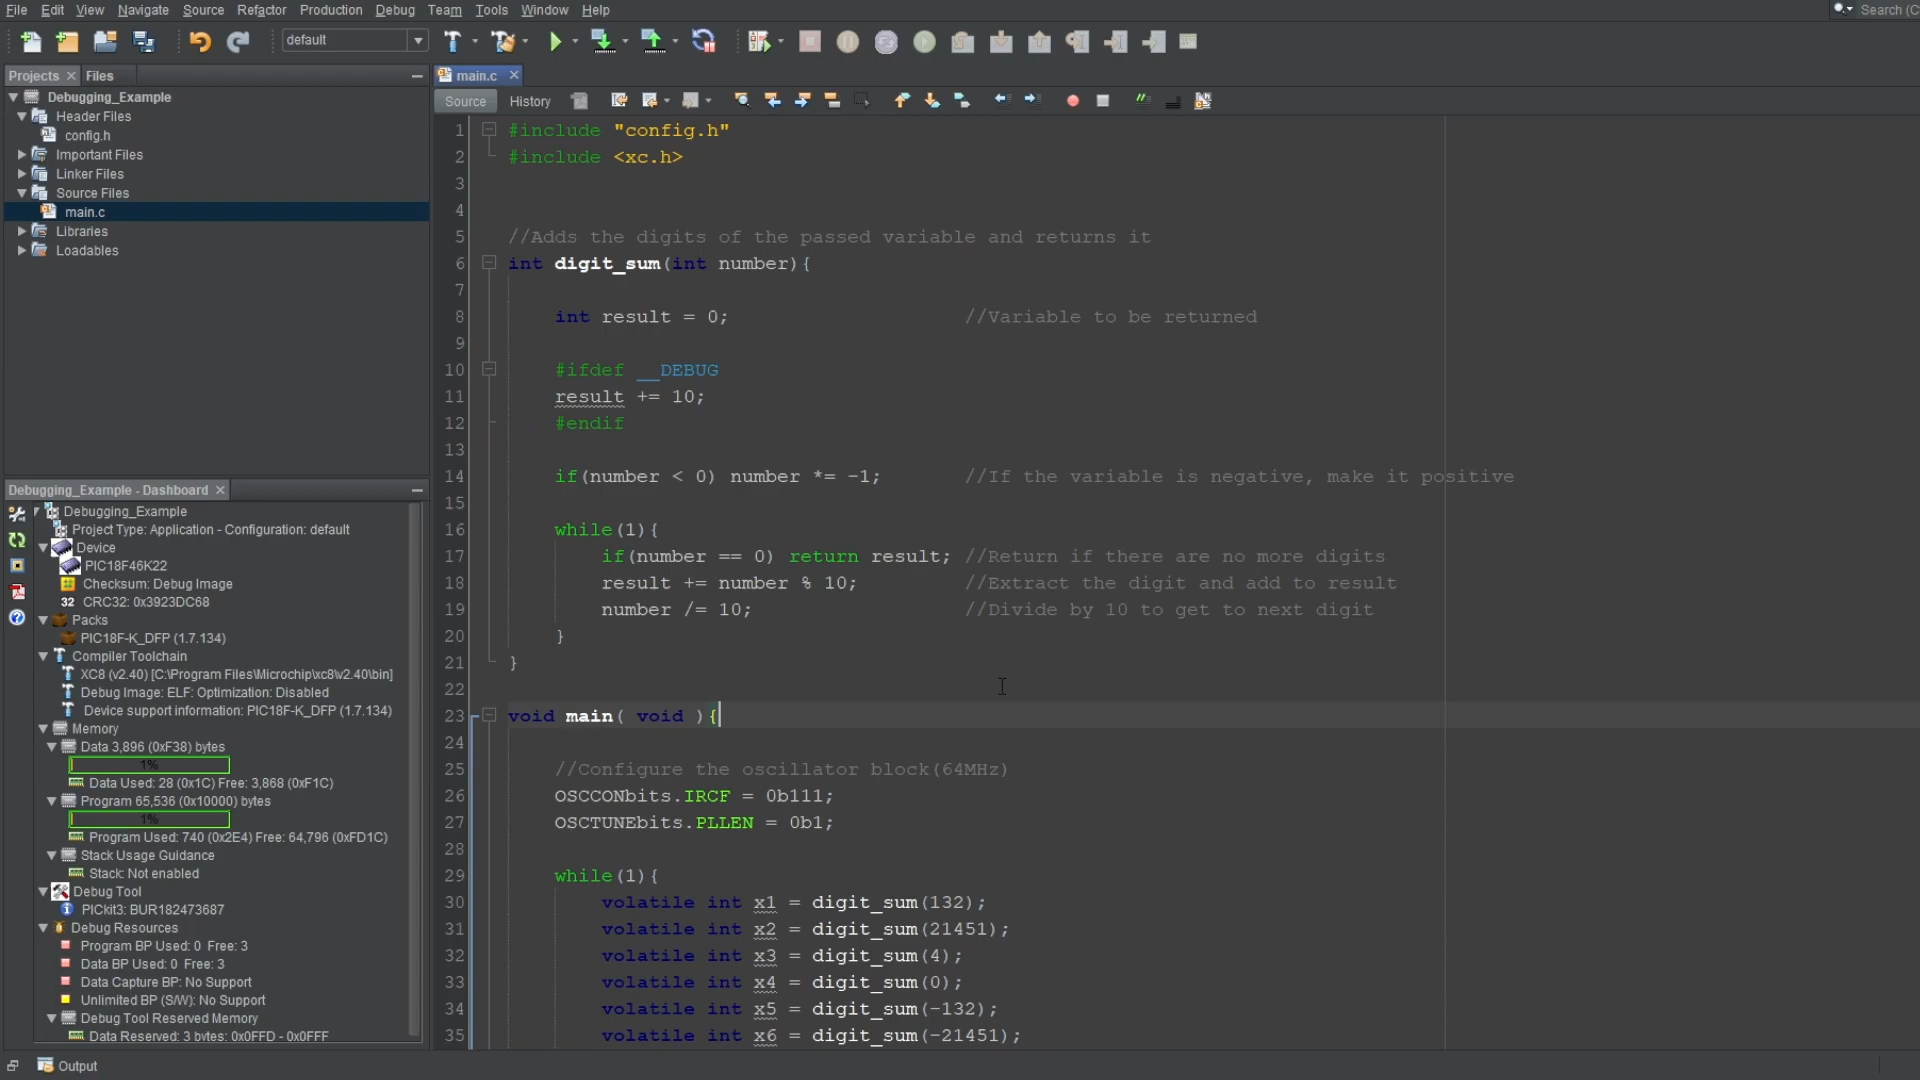 File Edit View Navigate Source Refactor Production Debug Team Tools Window Help
Search (C
default
Projects Files
Debugging_Example
Header Files
config.h
Important Files
Linker Files
Source Files
main.c
Libraries
Loadables
Debugging_Example - Dashboard
Debugging_Example
Project Type: Application - Configuration: default
Device
PIC18F46K22
Checksum: Debug Image
32 CRC32: 0x3923DC68
Packs
PIC18F-K_DFP (1.7.134)
Compiler Toolchain
XC8 (v2.40) [C:\Program Files\Microchip\xc8\v2.40\bin]
Debug Image: ELF: Optimization: Disabled
Device support information: PIC18F-K_DFP (1.7.134)
Memory
Data 3,896 (0xF38) bytes
1%
Data Used: 28 (0x1C) Free: 3,868 (0xF1C)
Program 65,536 (0x10000) bytes
1%
Program Used: 740 (0x2E4) Free: 64,796 (0xFD1C)
Stack Usage Guidance
Stack: Not enabled
Debug Tool
PICkit3: BUR182473687
Debug Resources
Program BP Used: 0 Free: 3
Data BP Used: 0 Free: 3
Data Capture BP: No Support
Unlimited BP (S/W): No Support
Debug Tool Reserved Memory
Data Reserved: 3 bytes: 0x0FFD - 0x0FFF
Output
main.c
Source History
1 #include "config.h"
2 #include <xc.h>
3
4
5 //Adds the digits of the passed variable and returns it
6 int digit_sum(int number){
7
8 int result = 0; //Variable to be returned
9
10 #ifdef __DEBUG
11 result += 10;
12 #endif
13
14 if(number < 0) number *= -1; //If the variable is negative, make it positive
15
16 while(1){
17 if(number == 0) return result; //Return if there are no more digits
18 result += number % 10; //Extract the digit and add to result
19 number /= 10; //Divide by 10 to get to next digit
20 }
21 }
22
23 void main( void ){
24
25 //Configure the oscillator block(64MHz)
26 OSCCONbits.IRCF = 0b111;
27 OSCTUNEbits.PLLEN = 0b1;
28
29 while(1){
30 volatile int x1 = digit_sum(132);
31 volatile int x2 = digit_sum(21451);
32 volatile int x3 = digit_sum(4);
33 volatile int x4 = digit_sum(0);
34 volatile int x5 = digit_sum(-132);
35 volatile int x6 = digit_sum(-21451);